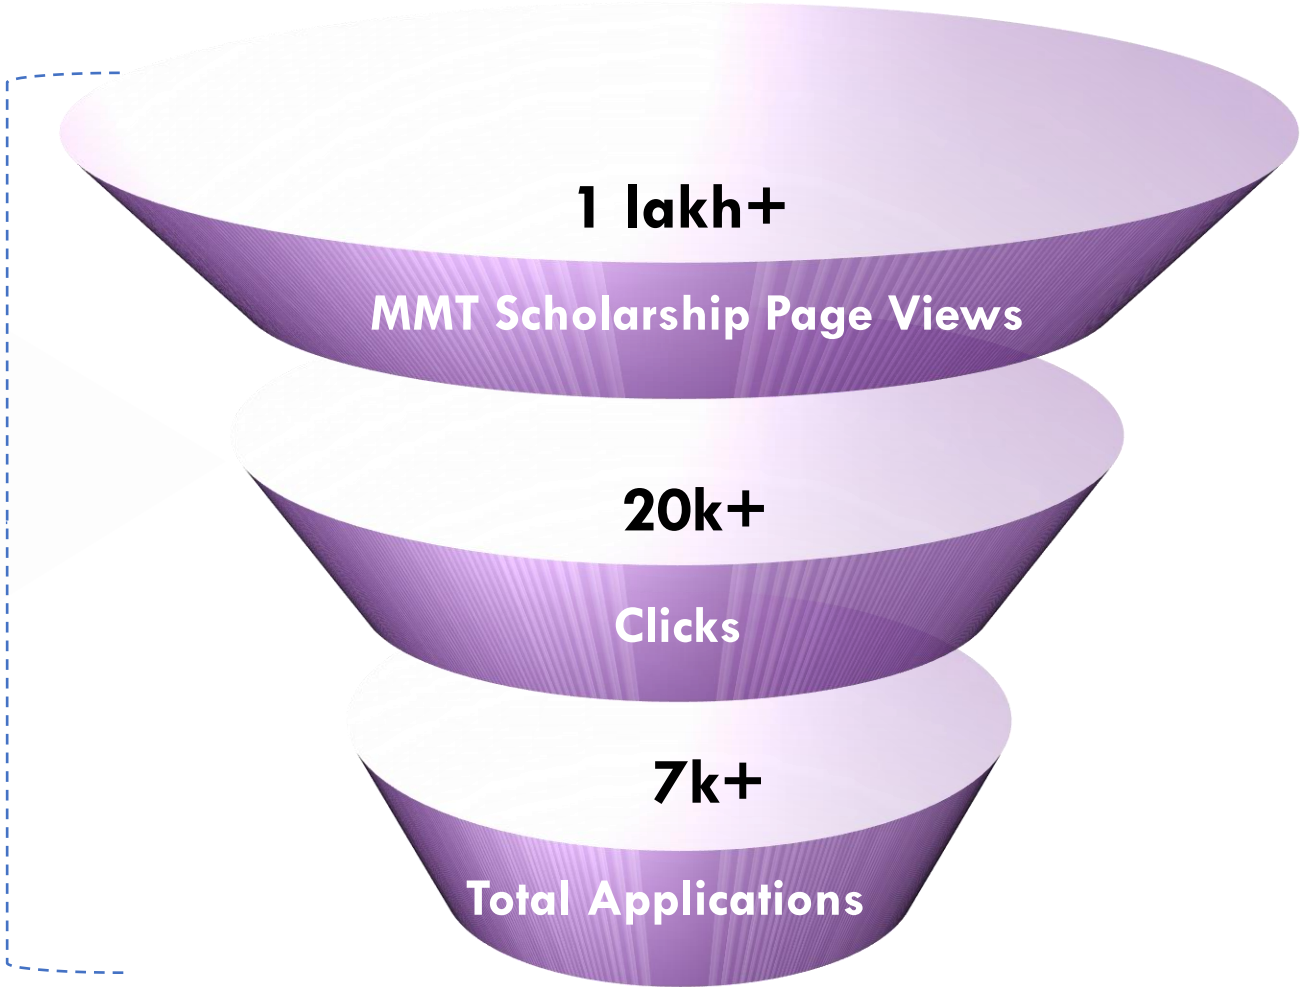 1 lakh+
MMT Scholarship Page Views
20k+
Clicks
7k+
Total Applications